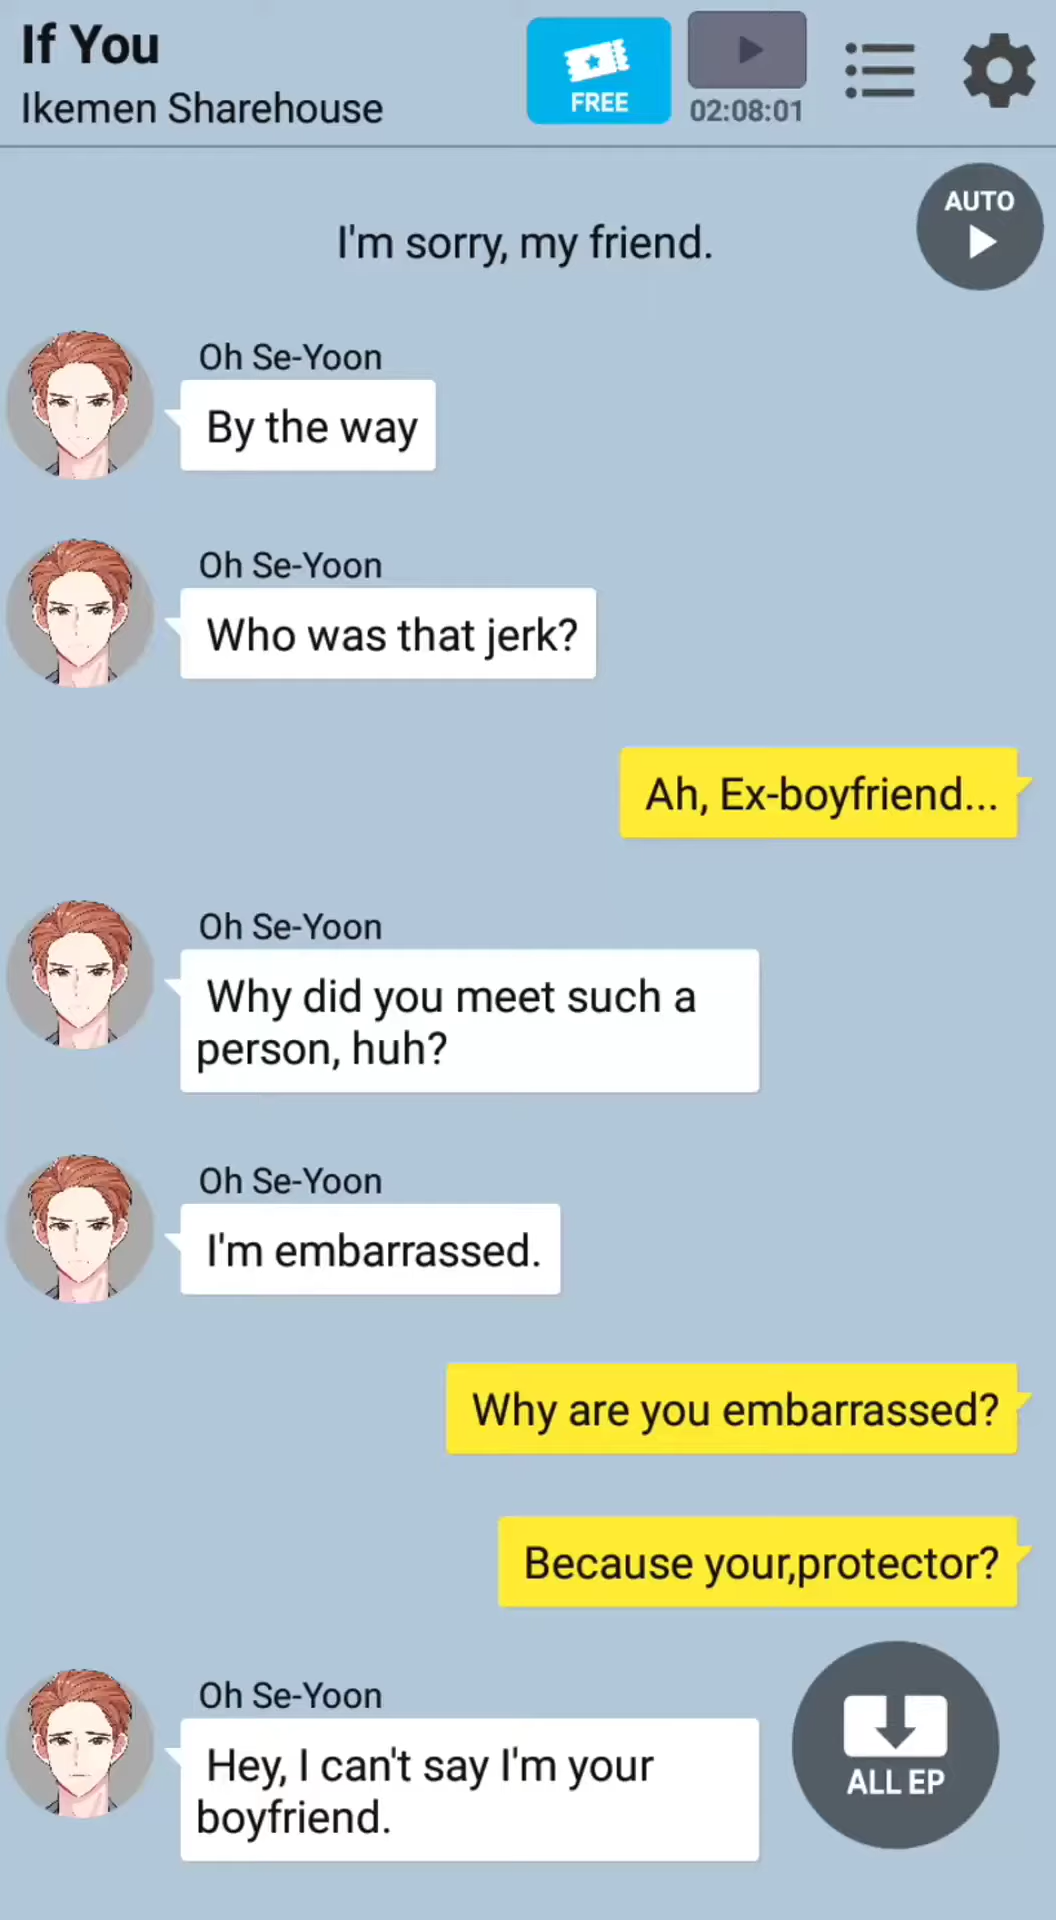 If You
Ikemen Sharehouse
FREE
02:08:01
AUTO
I'm sorry, my friend.
Oh Se-Yoon
By the way
Oh Se-Yoon
Who was that jerk?
Ah, Ex-boyfriend...
Oh Se-Yoon
Why did you meet such a
person, huh?
Oh Se-Yoon
I'm embarrassed.
Why are you embarrassed?
Because your,protector?
Oh Se-Yoon
Hey, I can't say I'm your
boyfriend.
ALL EP